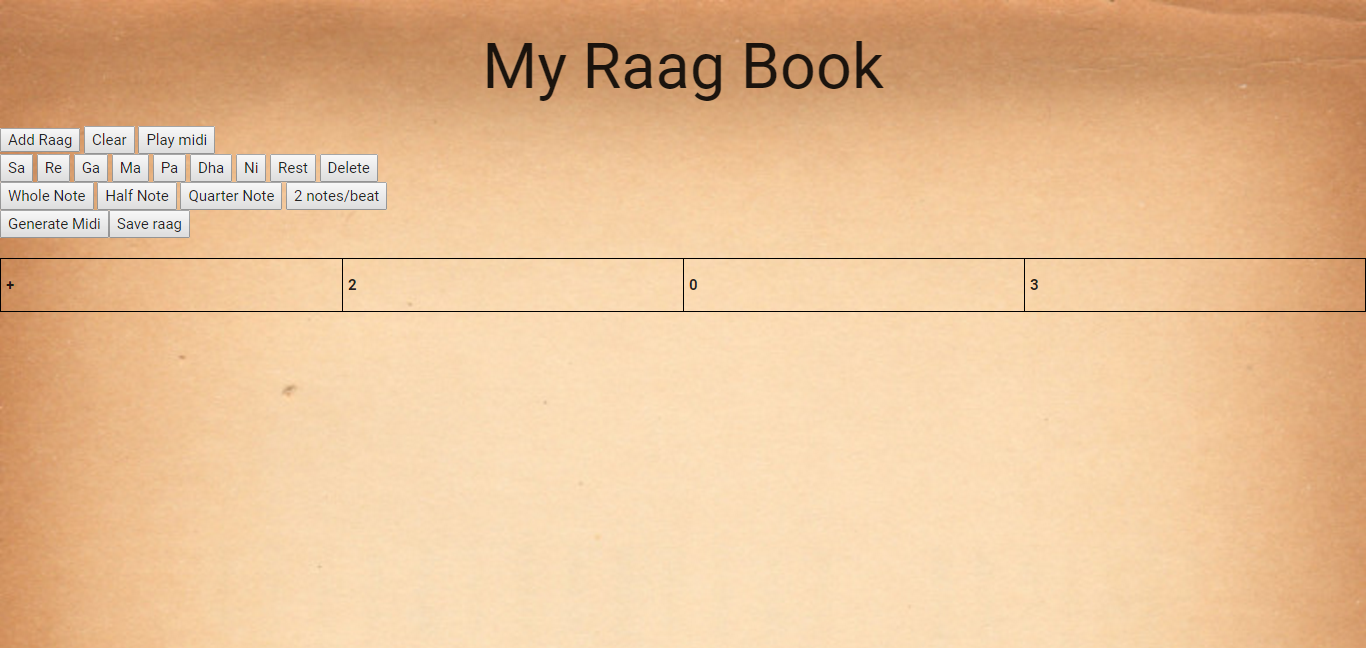 My Raag Book
Add Raag Clear Play midi
Sa Re Ga Ma Pa Dha Ni Rest Delete
Whole Note Half Note Quarter Note 2 notes/beat
Generate Midi Save raag
+ 2 0 3